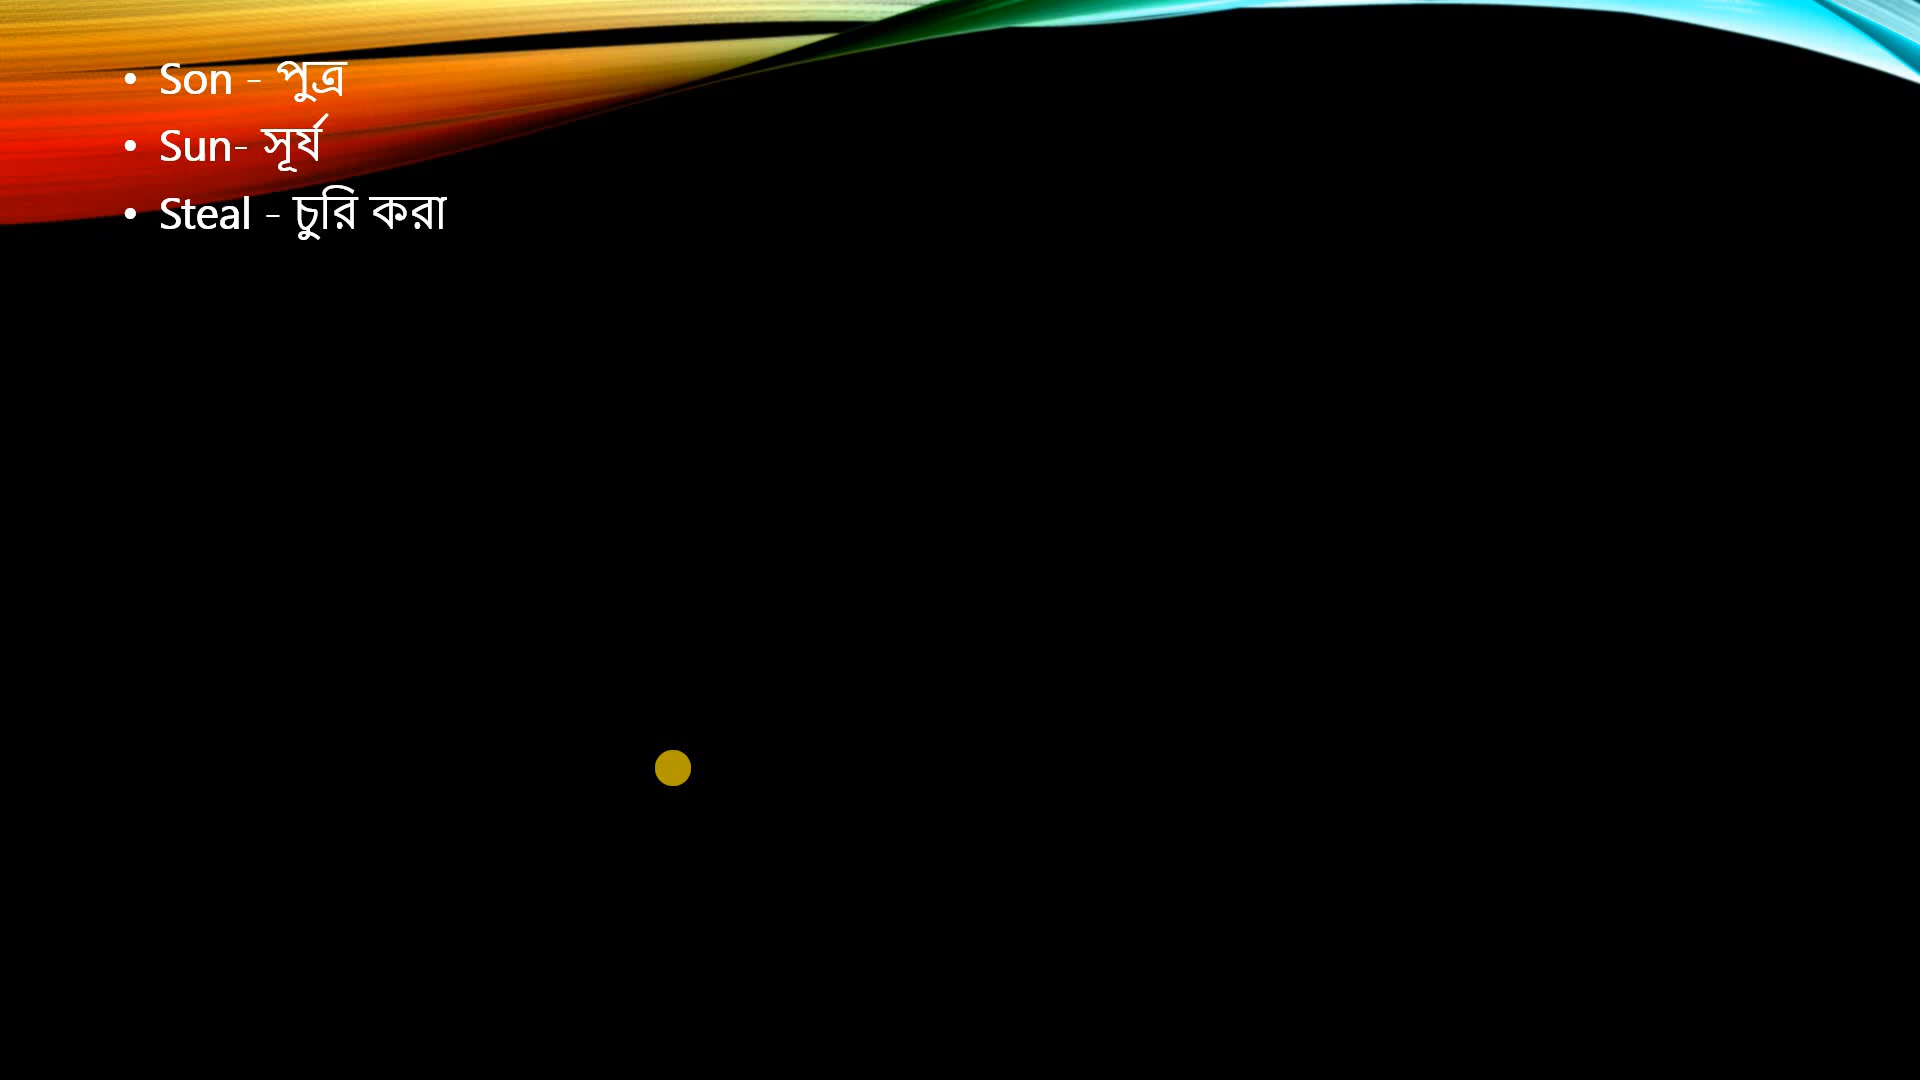 • Son - পুত্র
• Sun- সূর্য
• Steal - চুরি করা